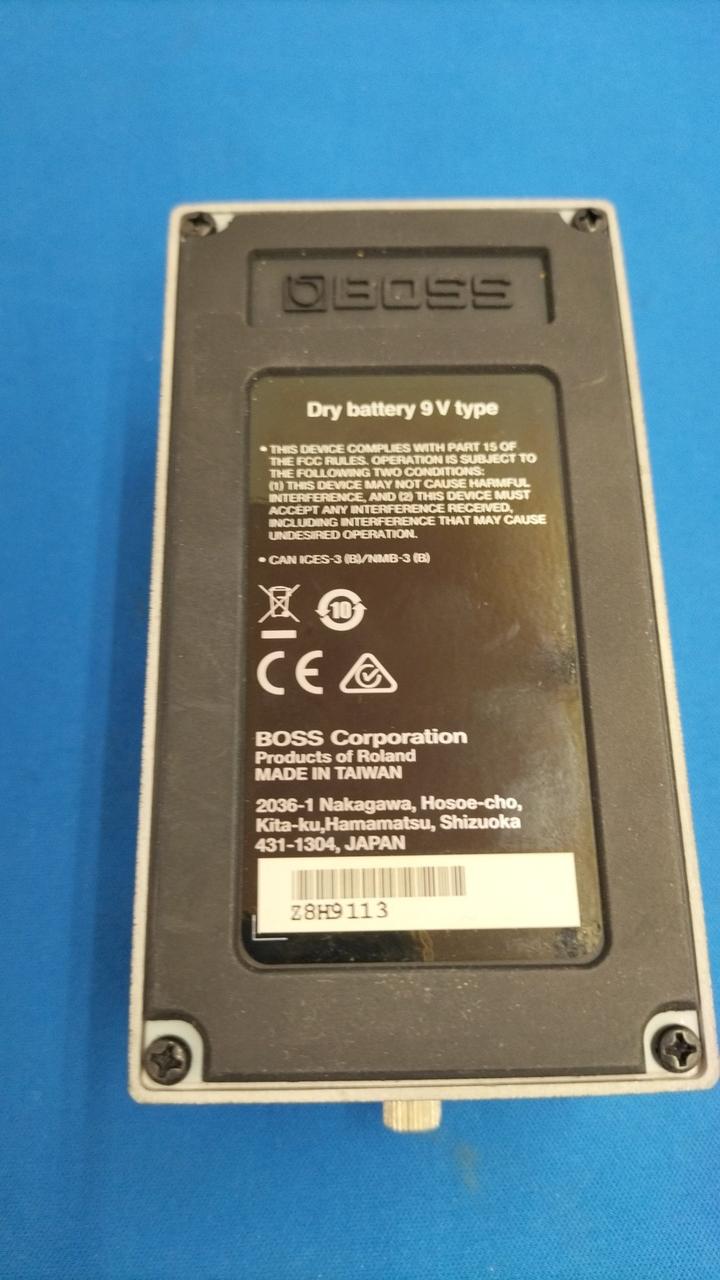 BOSS
Dry battery 9V type
• THIS DEVICE COMPLIES WITH PART 15 OF
THE FCC RULES. OPERATION IS SUBJECT TO
THE FOLLOWING TWO CONDITIONS:
(1) THIS DEVICE MAY NOT CAUSE HARMFUL
INTERFERENCE, AND (2) THIS DEVICE MUST
ACCEPT ANY INTERFERENCE RECEIVED,
INCLUDING INTERFERENCE THAT MAY CAUSE
UNDESIRED OPERATION.
• CAN ICES-3 (B)/NMB-3 (B)
10
CE
BOSS Corporation
Products of Roland
MADE IN TAIWAN
2036-1 Nakagawa, Hosoe-cho,
Kita-ku,Hamamatsu, Shizuoka
431-1304, JAPAN
Z8H9113